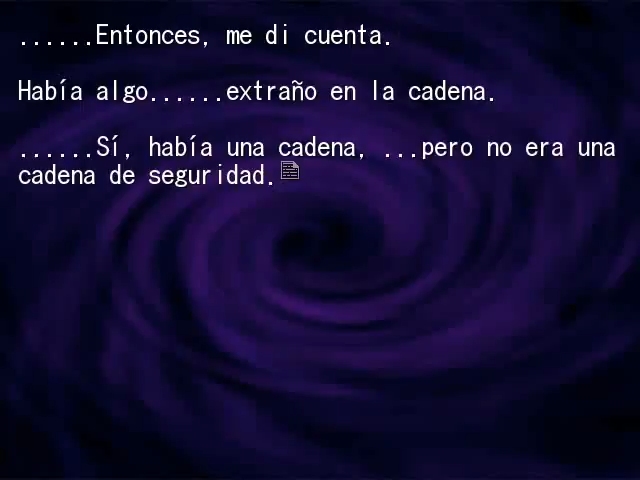 ......Entonces, me di cuenta.
Había algo......extraño en la cadena.
......Sí, había una cadena, ...pero no era una
cadena de seguridad.